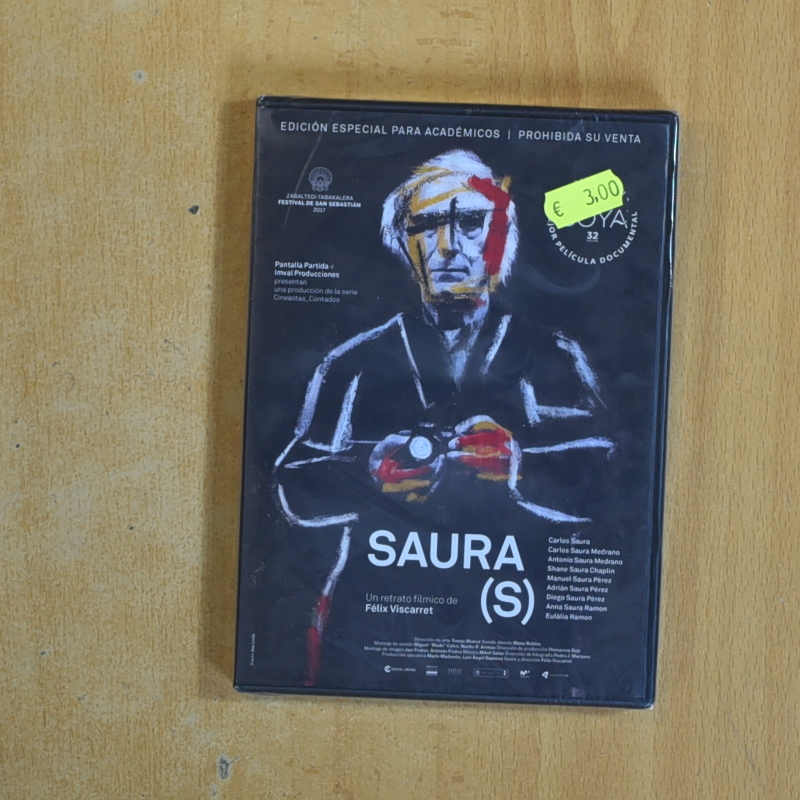 EDICIÓN ESPECIAL PARA ACADÉMICOS | PROHIBIDA SU VENTA
ZABALTEGI-TABAKALERA
FESTIVAL DE SAN SEBASTIÁN
2017
€ 3,00
OYA
32
JOR PELÍCULA DOCUMENTAL
Pantalla Partida e
Imval Producciones
presentan
una producción de la serie
Cineastas_Contados
SAURA
(S)
Un retrato fílmico de
Félix Viscarret
Carlos Saura
Carlos Saura Medrano
Antonio Saura Medrano
Shane Saura Chaplin
Manuel Saura Pérez
Adrián Saura Pérez
Diego Saura Pérez
Anna Saura Ramon
Eulàlia Ramon